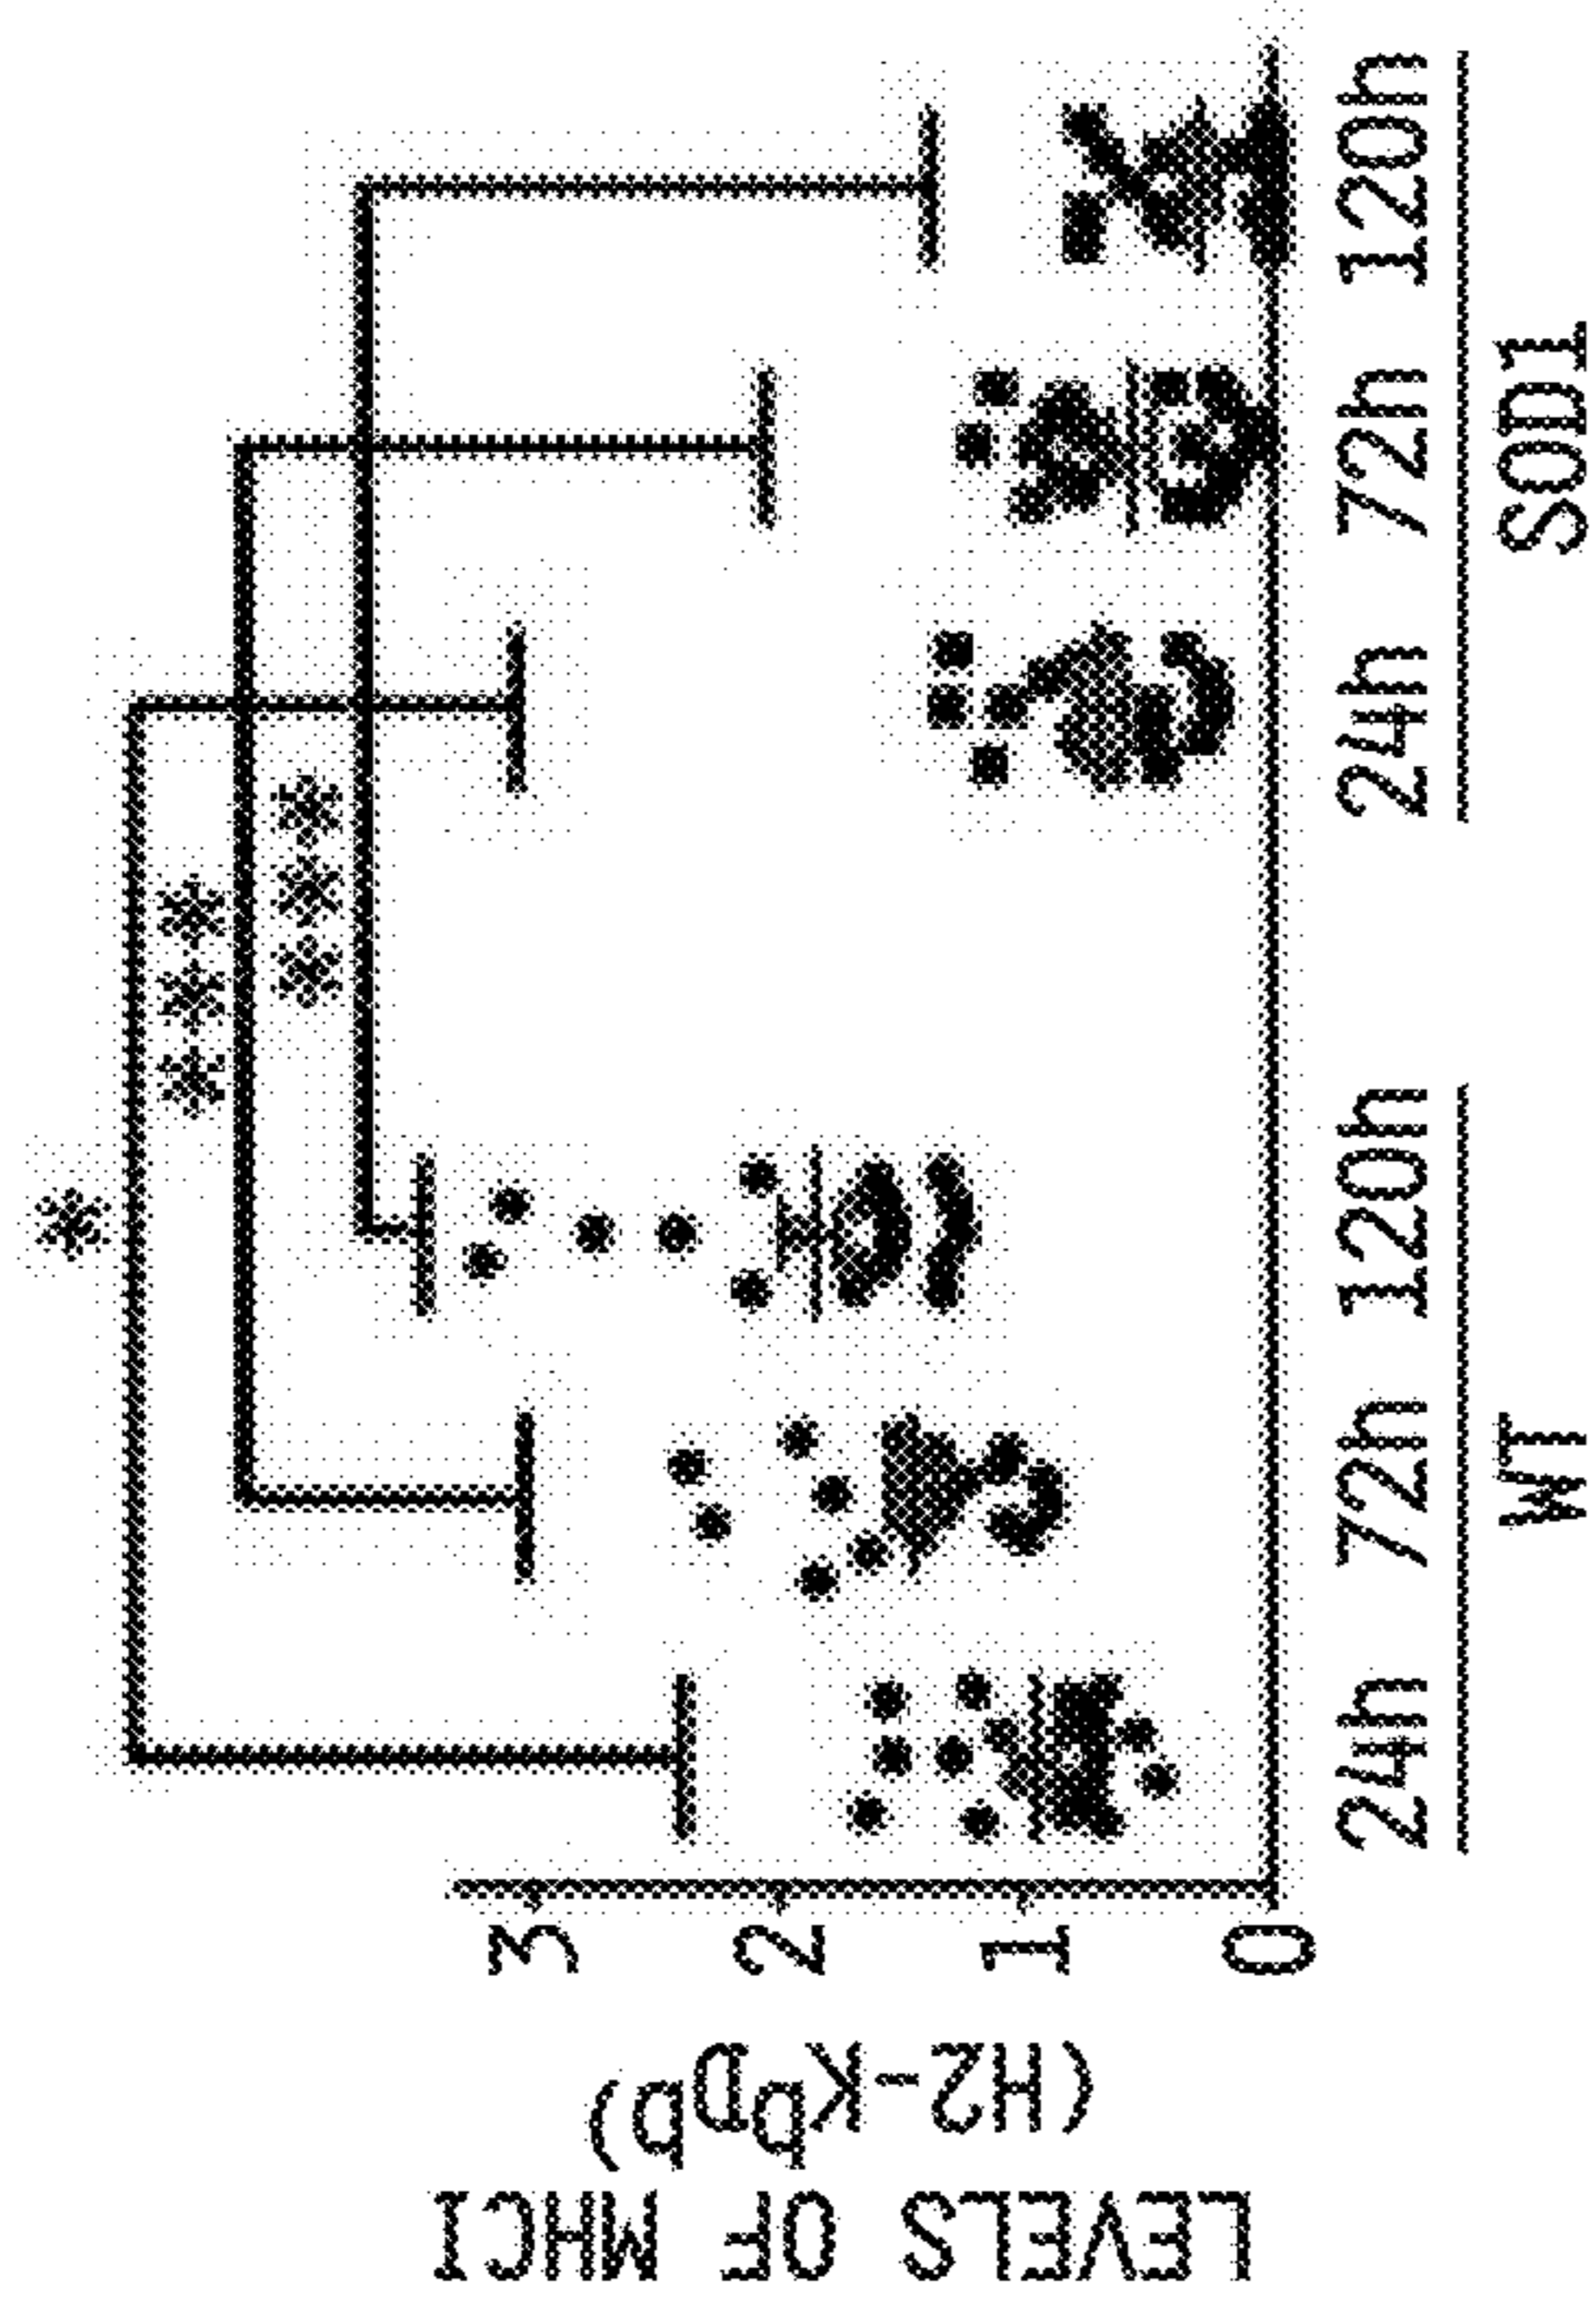 LEVELS OF MHCI
(H2-KbDb)
3
2
1
0
*
***
***
24h 72h 120h 24h 72h 120h
WT SOD1